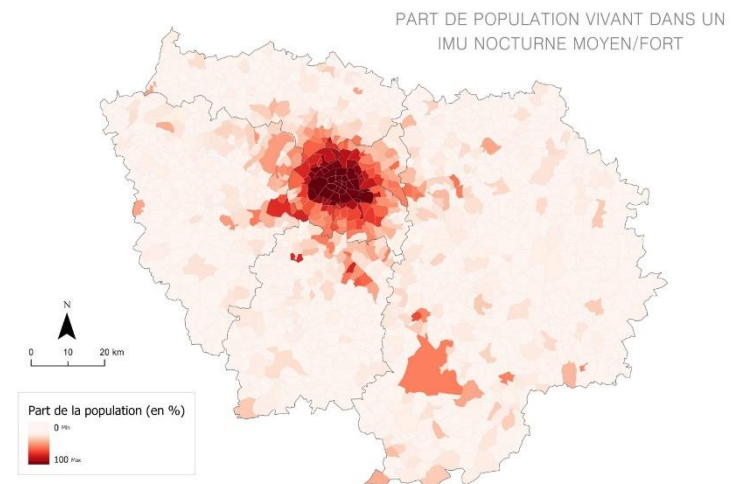 PART DE POPULATION VIVANT DANS UN
IMU NOCTURNE MOYEN/FORT
N
0 10 20 km
Part de la population (en %)
0 Min
100 Max